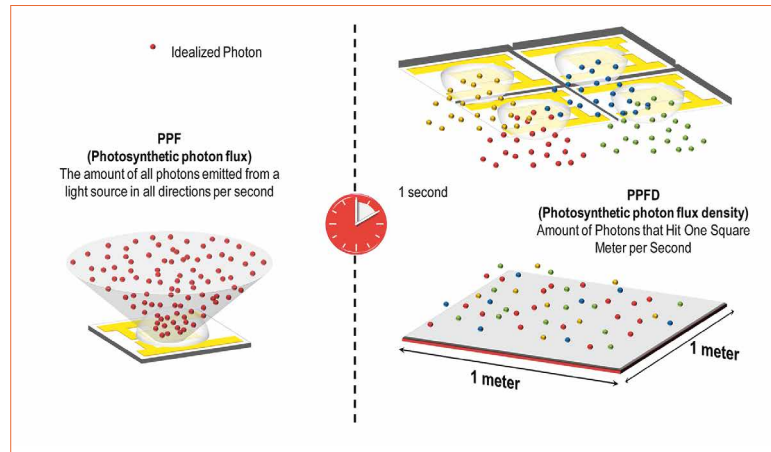 Idealized Photon
PPF
(Photosynthetic photon flux)
The amount of all photons emitted from a
light source in all directions per second
1 second
PPFD
(Photosynthetic photon flux density)
Amount of Photons that Hit One Square
Meter per Second
1 meter
1 meter